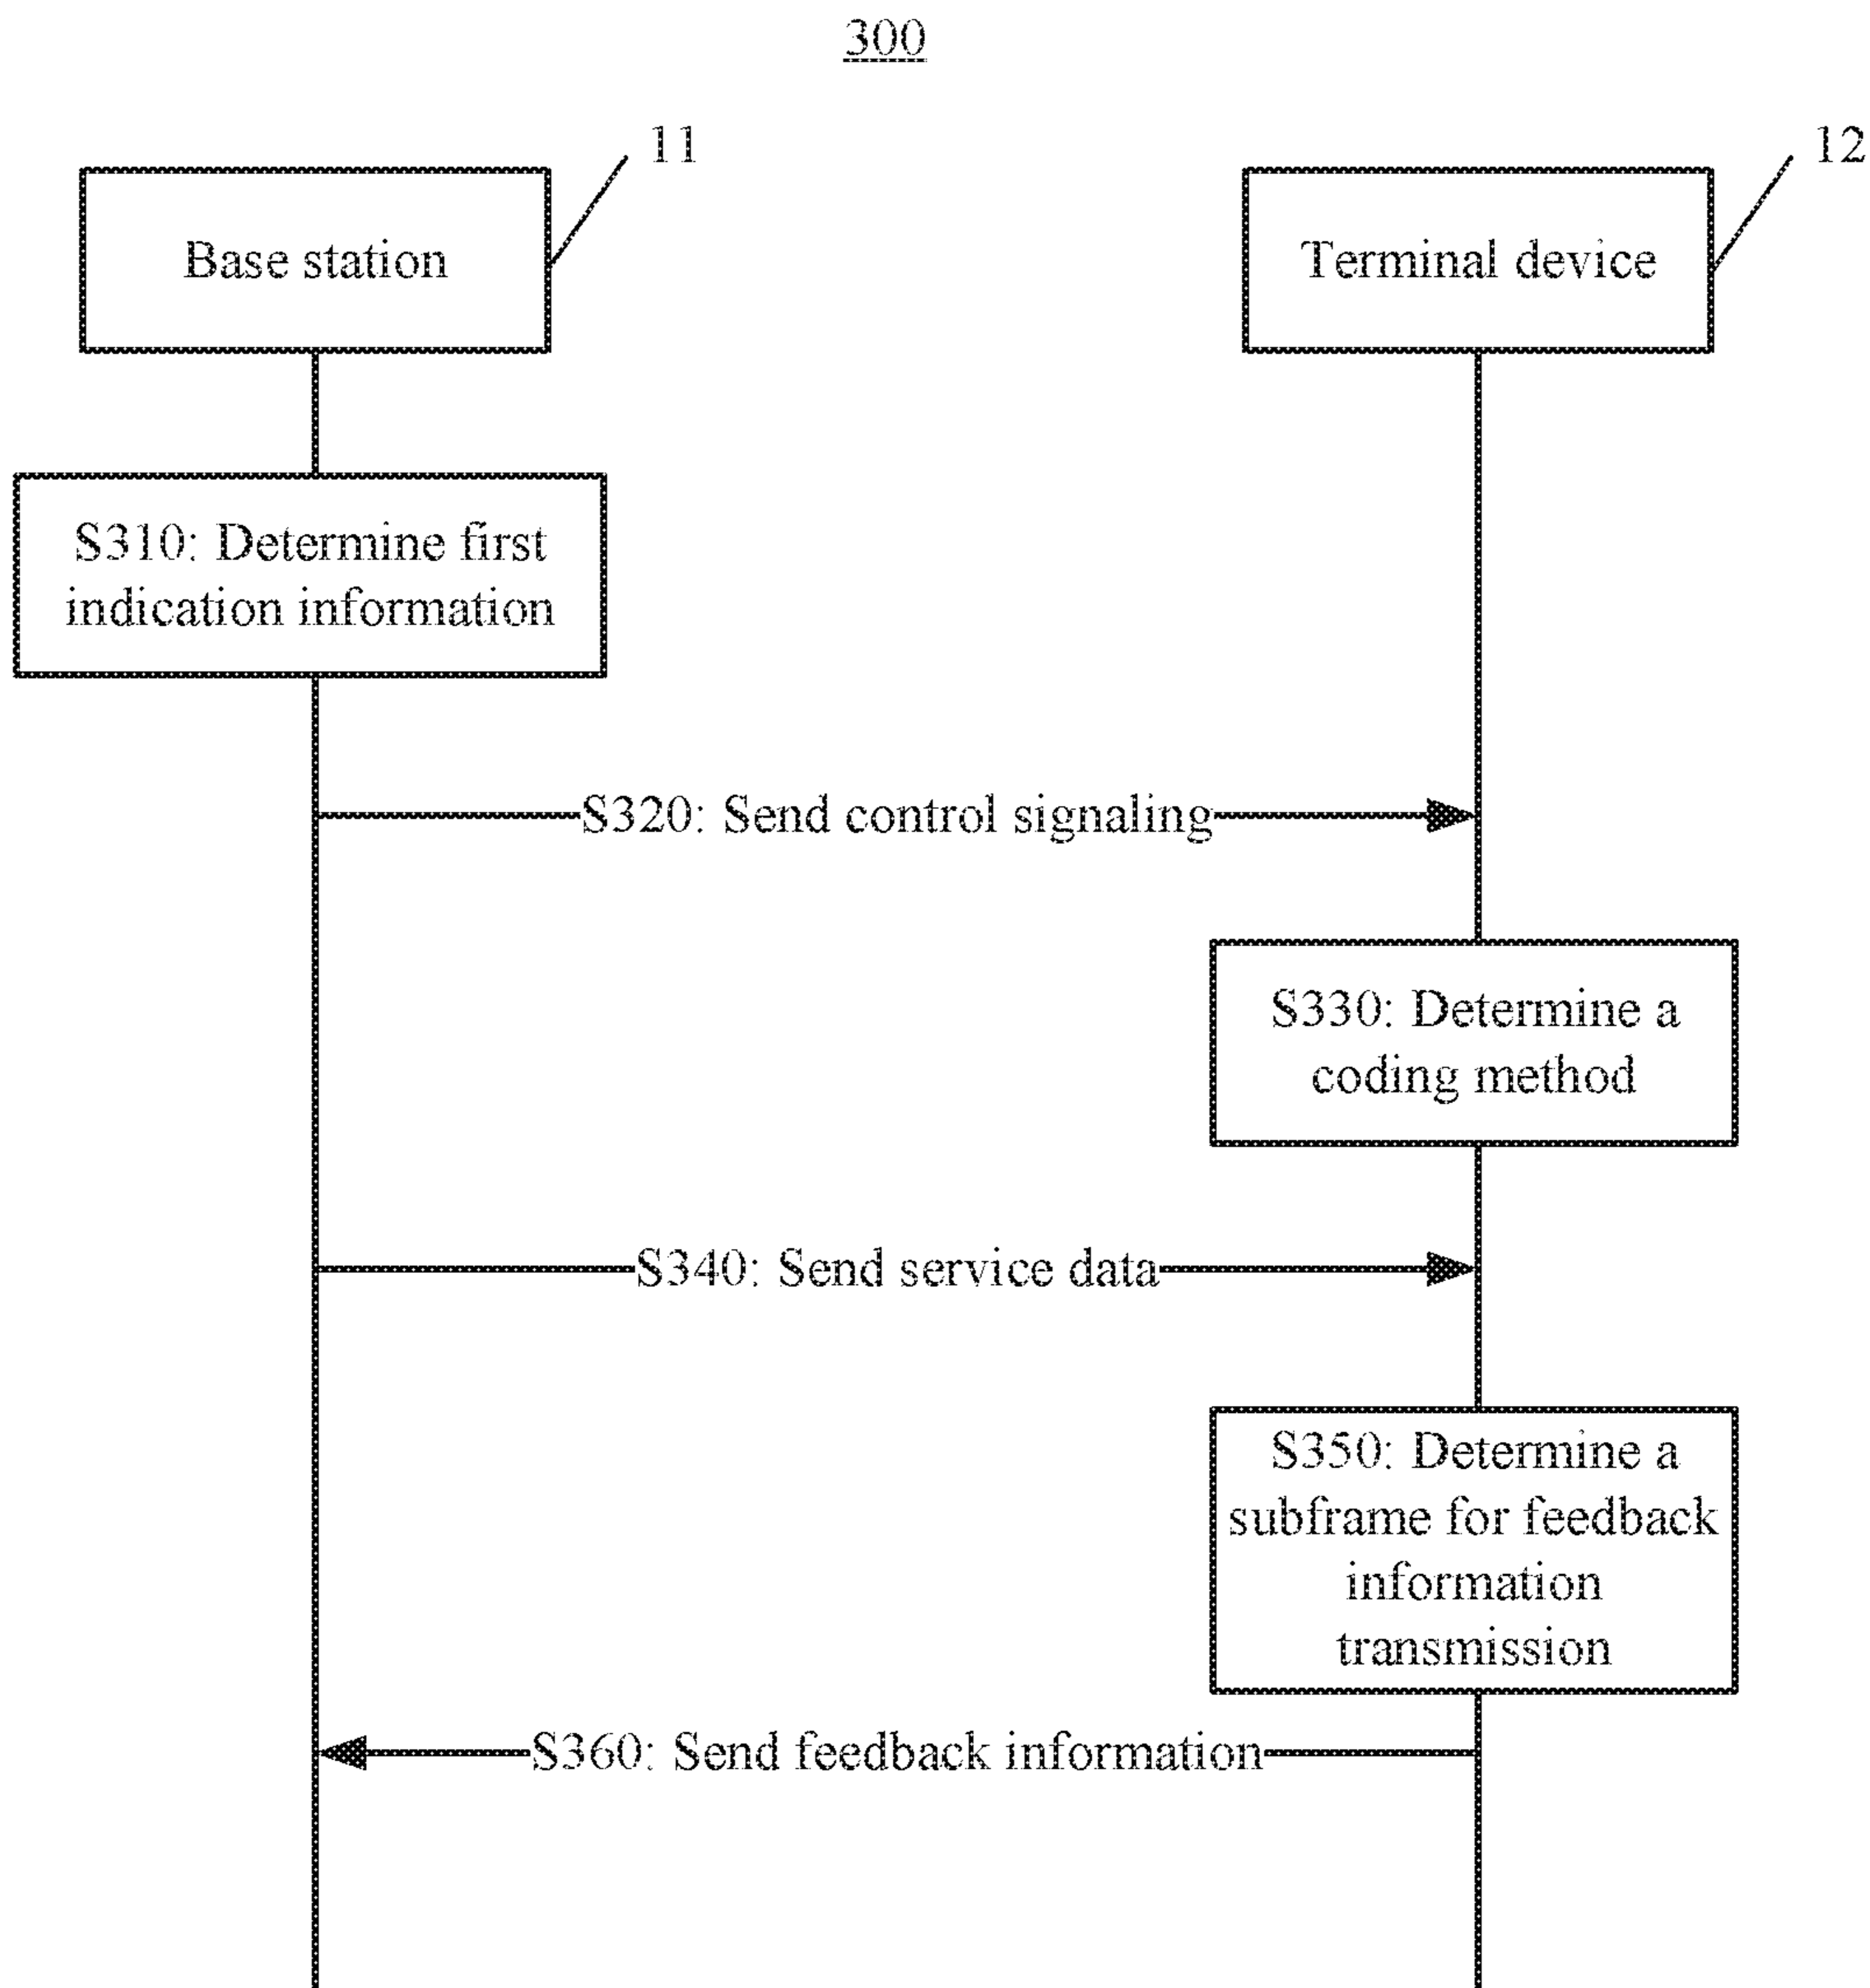 300
11
12
Base station
Terminal device
S310: Determine first
indication information
S320: Send control signaling
S330: Determine a
coding method
S340: Send service data
S350: Determine a
subframe for feedback
information
transmission
S360: Send feedback information